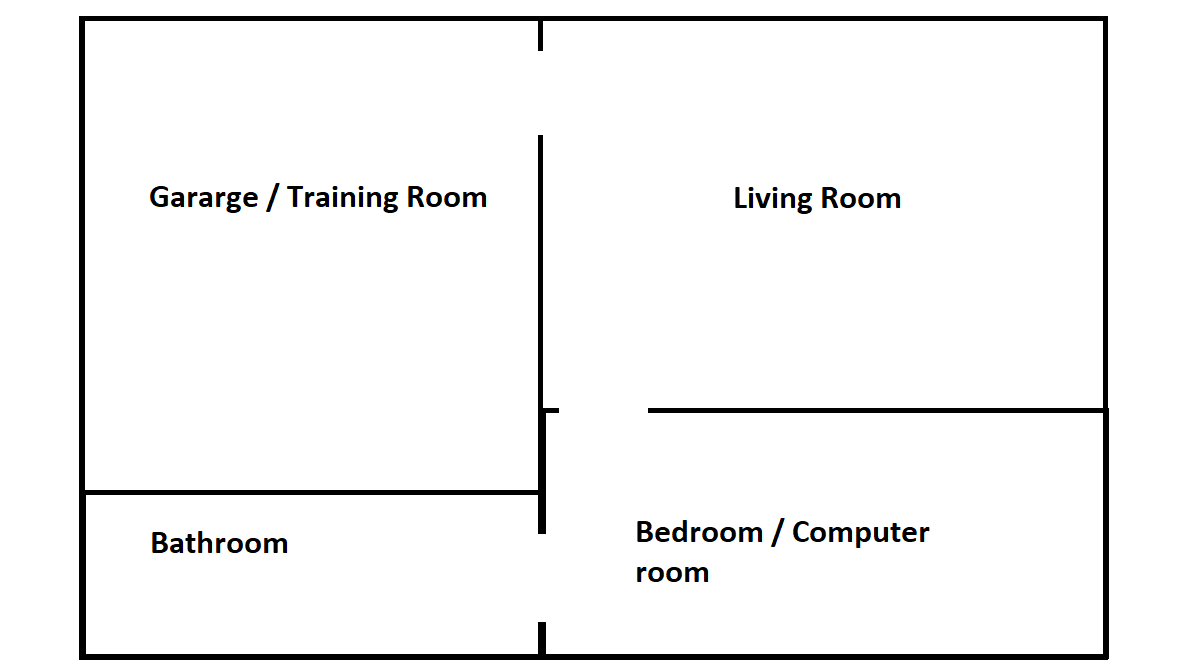 Gararge / Training Room
Living Room
Bathroom
Bedroom / Computer
room